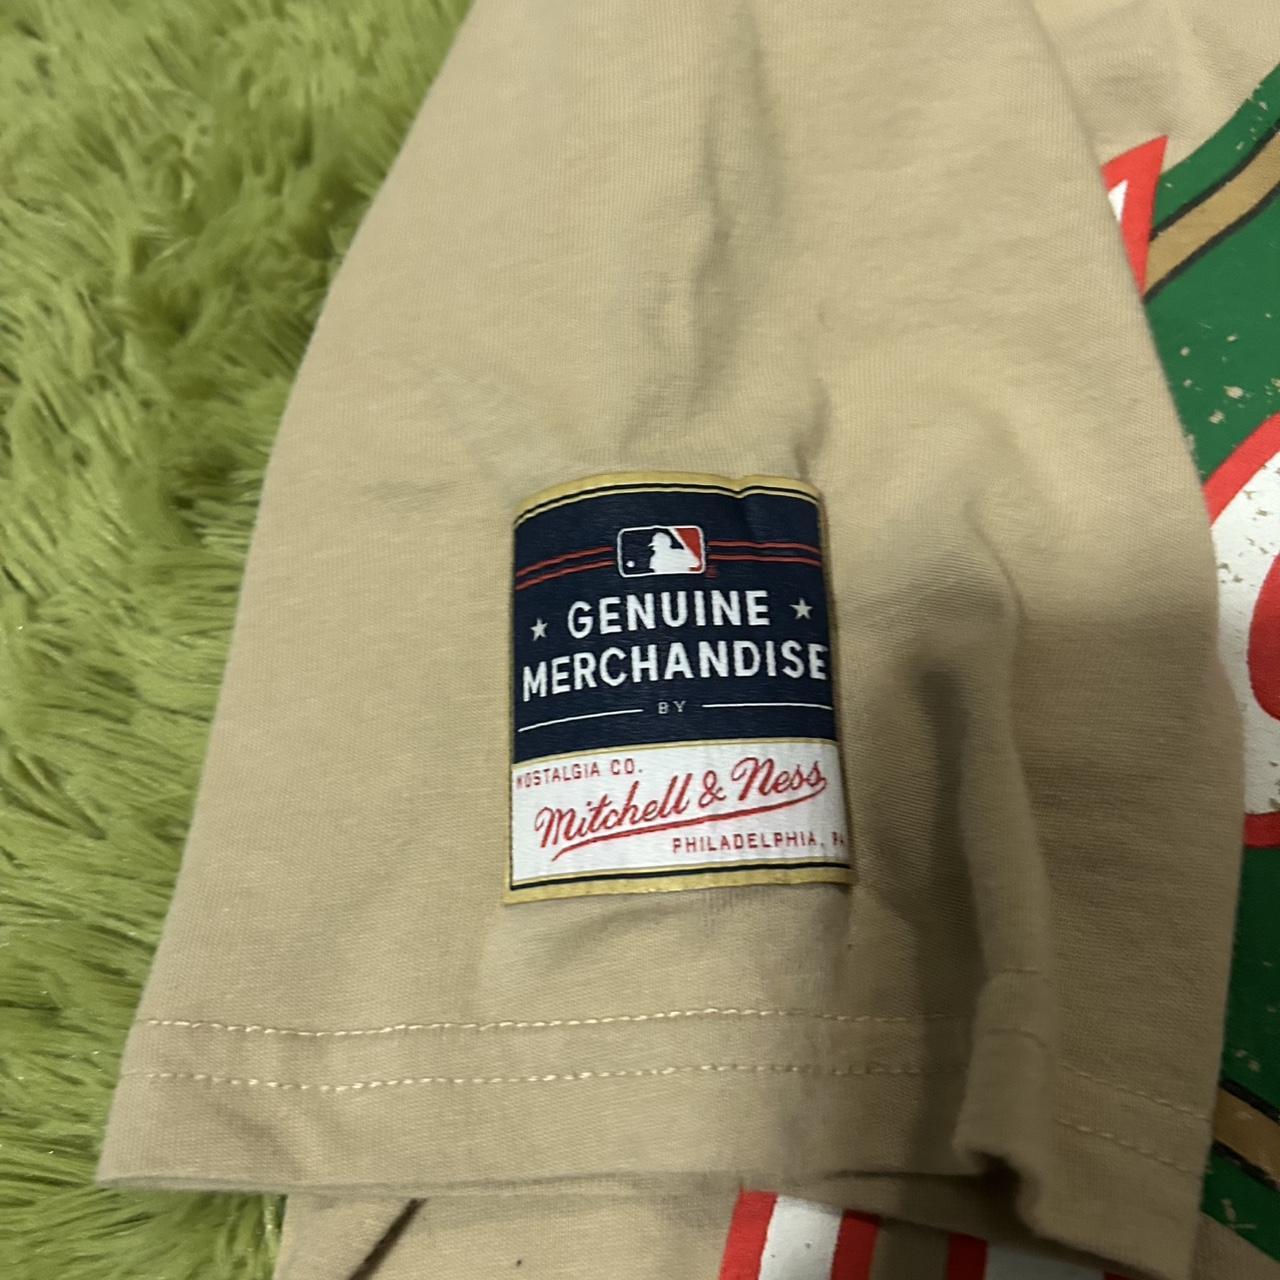 GENUINE
MERCHANDISE
BY
NOSTALGIA CO.
Mitchell & Ness
PHILADELPHIA, PA